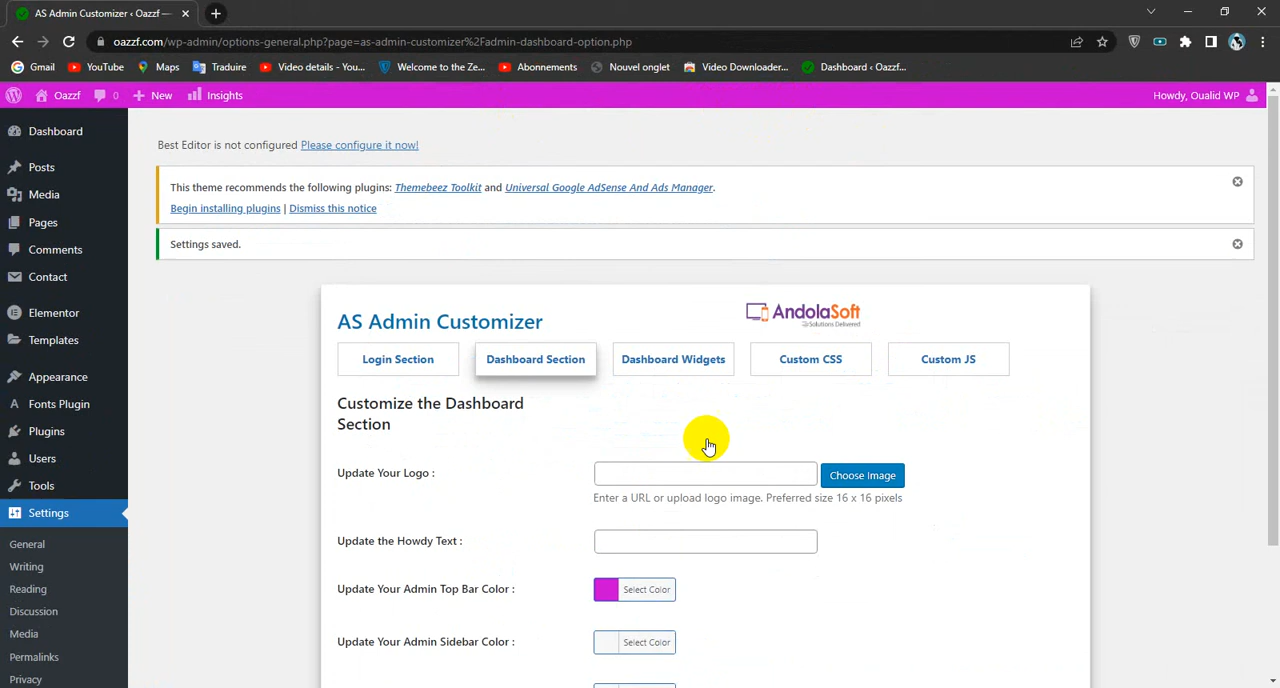 AS Admin Customizer ‹ Oazzf —
oazzf.com/wp-admin/options-general.php?page=as-admin-customizer%2Fadmin-dashboard-option.php
Gmail YouTube Maps Traduire Video details - You... Welcome to the Ze... Abonnements Nouvel onglet Video Downloader... Dashboard ‹ Oazzf...
Oazzf 0 New Insights Howdy, Oualid WP
Dashboard
Posts
Media
Pages
Comments
Contact
Elementor
Templates
Appearance
Fonts Plugin
Plugins
Users
Tools
Settings
General
Writing
Reading
Discussion
Media
Permalinks
Privacy
Best Editor is not configured Please configure it now!
This theme recommends the following plugins: Themebeez Toolkit and Universal Google AdSense And Ads Manager.
Begin installing plugins | Dismiss this notice
Settings saved.
AS Admin Customizer
AndolaSoft
Solutions Delivered
Login Section Dashboard Section Dashboard Widgets Custom CSS Custom JS
Customize the Dashboard
Section
Update Your Logo :
Choose Image
Enter a URL or upload logo image. Preferred size 16 x 16 pixels
Update the Howdy Text :
Update Your Admin Top Bar Color : Select Color
Update Your Admin Sidebar Color : Select Color